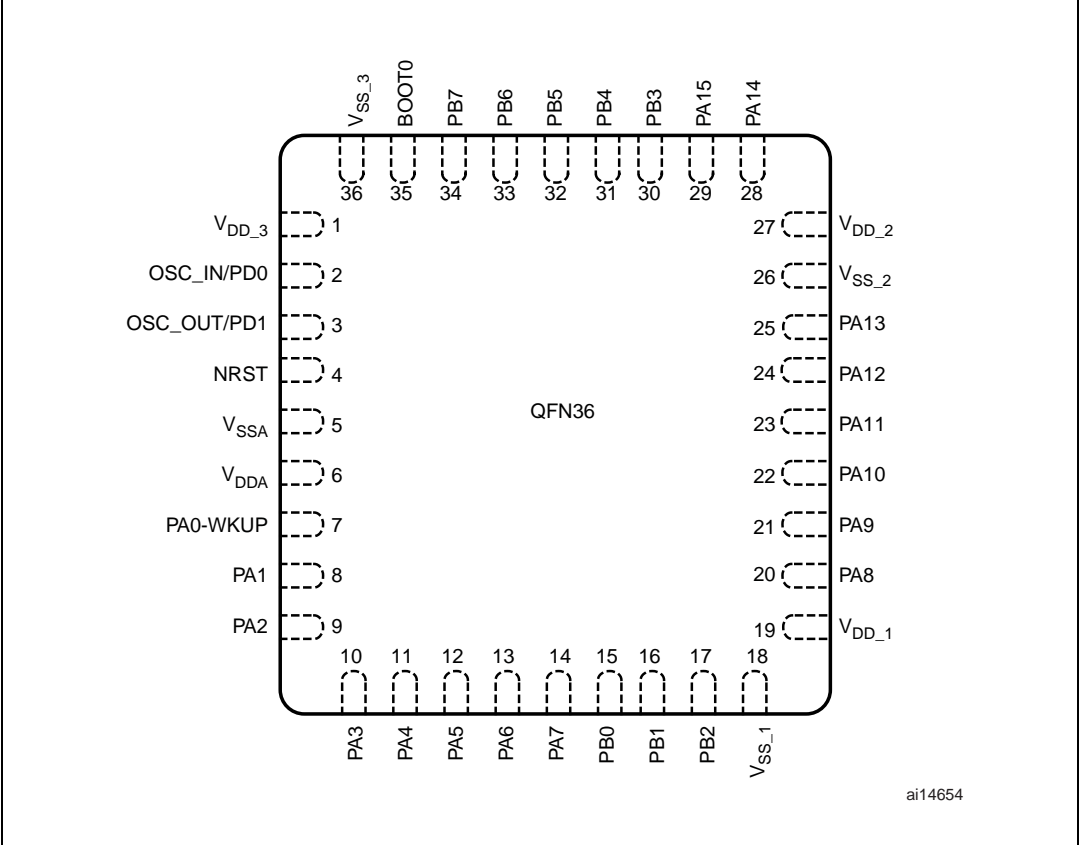 VSS_3 BOOT0 PB7 PB6 PB5 PB4 PB3 PA15 PA14
36 35 34 33 32 31 30 29 28
VDD_3 1 27 VDD_2
OSC_IN/PD0 2 26 VSS_2
OSC_OUT/PD1 3 25 PA13
NRST 4 24 PA12
QFN36
VSSA 5 23 PA11
VDDA 6 22 PA10
PA0-WKUP 7 21 PA9
PA1 8 20 PA8
PA2 9 19 VDD_1
10 11 12 13 14 15 16 17 18
PA3 PA4 PA5 PA6 PA7 PB0 PB1 PB2 VSS_1
ai14654